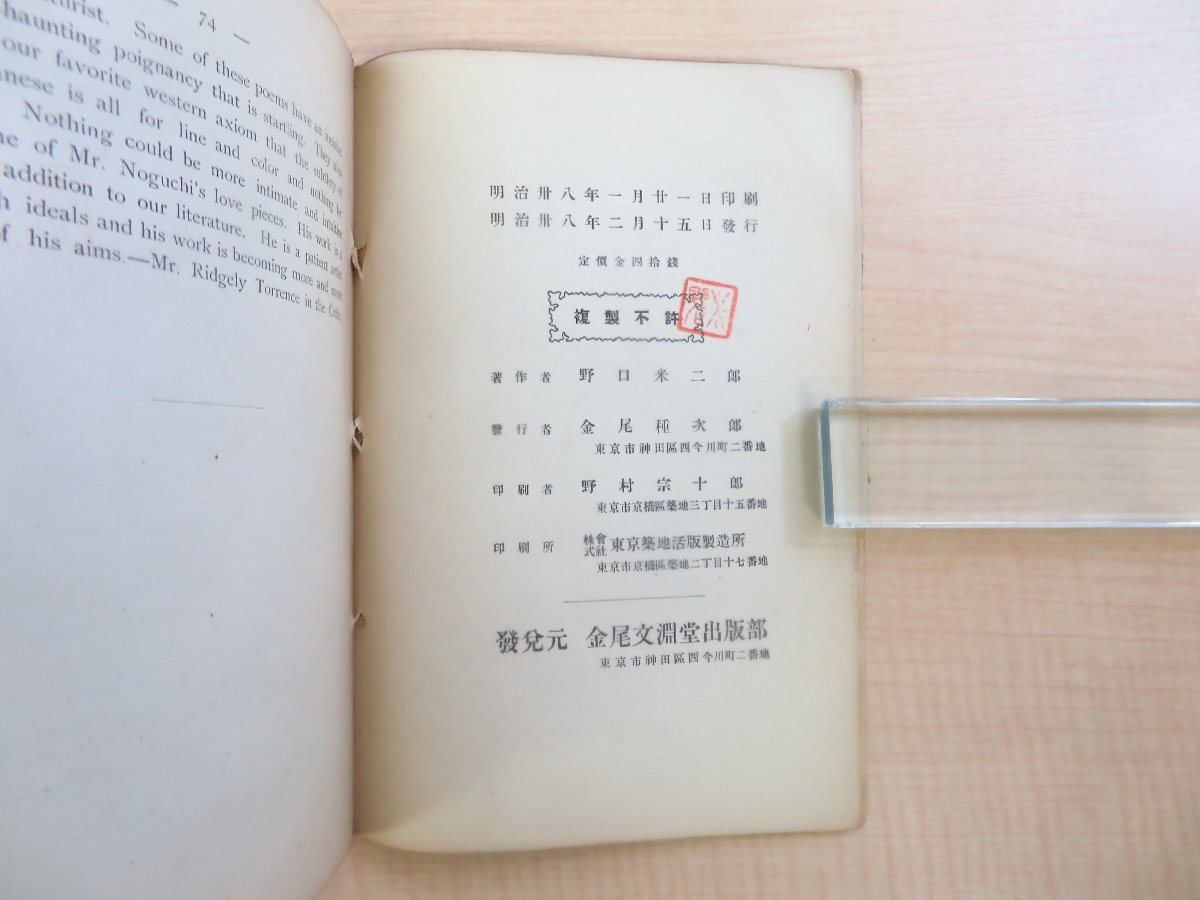 — 74 —
Some of these poems have an incisive
haunting poignancy that is startling. They also
our favorite western axiom that the subtlety of
is all for line and color and nothing for
Nothing could be more intimate and intuitive
of Mr. Noguchi's love pieces. His work is a
addition to our literature. He is a patient artist
ideals and his work is becoming more and more
of his aims.—Mr. Ridgely Torrence in the Critic.
明治卅八年一月廿一日印刷
明治卅八年二月十五日發行
定價金四拾錢
複製不許
著作者 野口米二郎
發行者 金尾種次郎
東京市神田區西今川町二番地
印刷者 野村宗十郎
東京市京橋區築地三丁目十五番地
印刷所 株式會社 東京築地活版製造所
東京市京橋區築地二丁目十七番地
發兌元 金尾文淵堂出版部
東京市神田區西今川町二番地